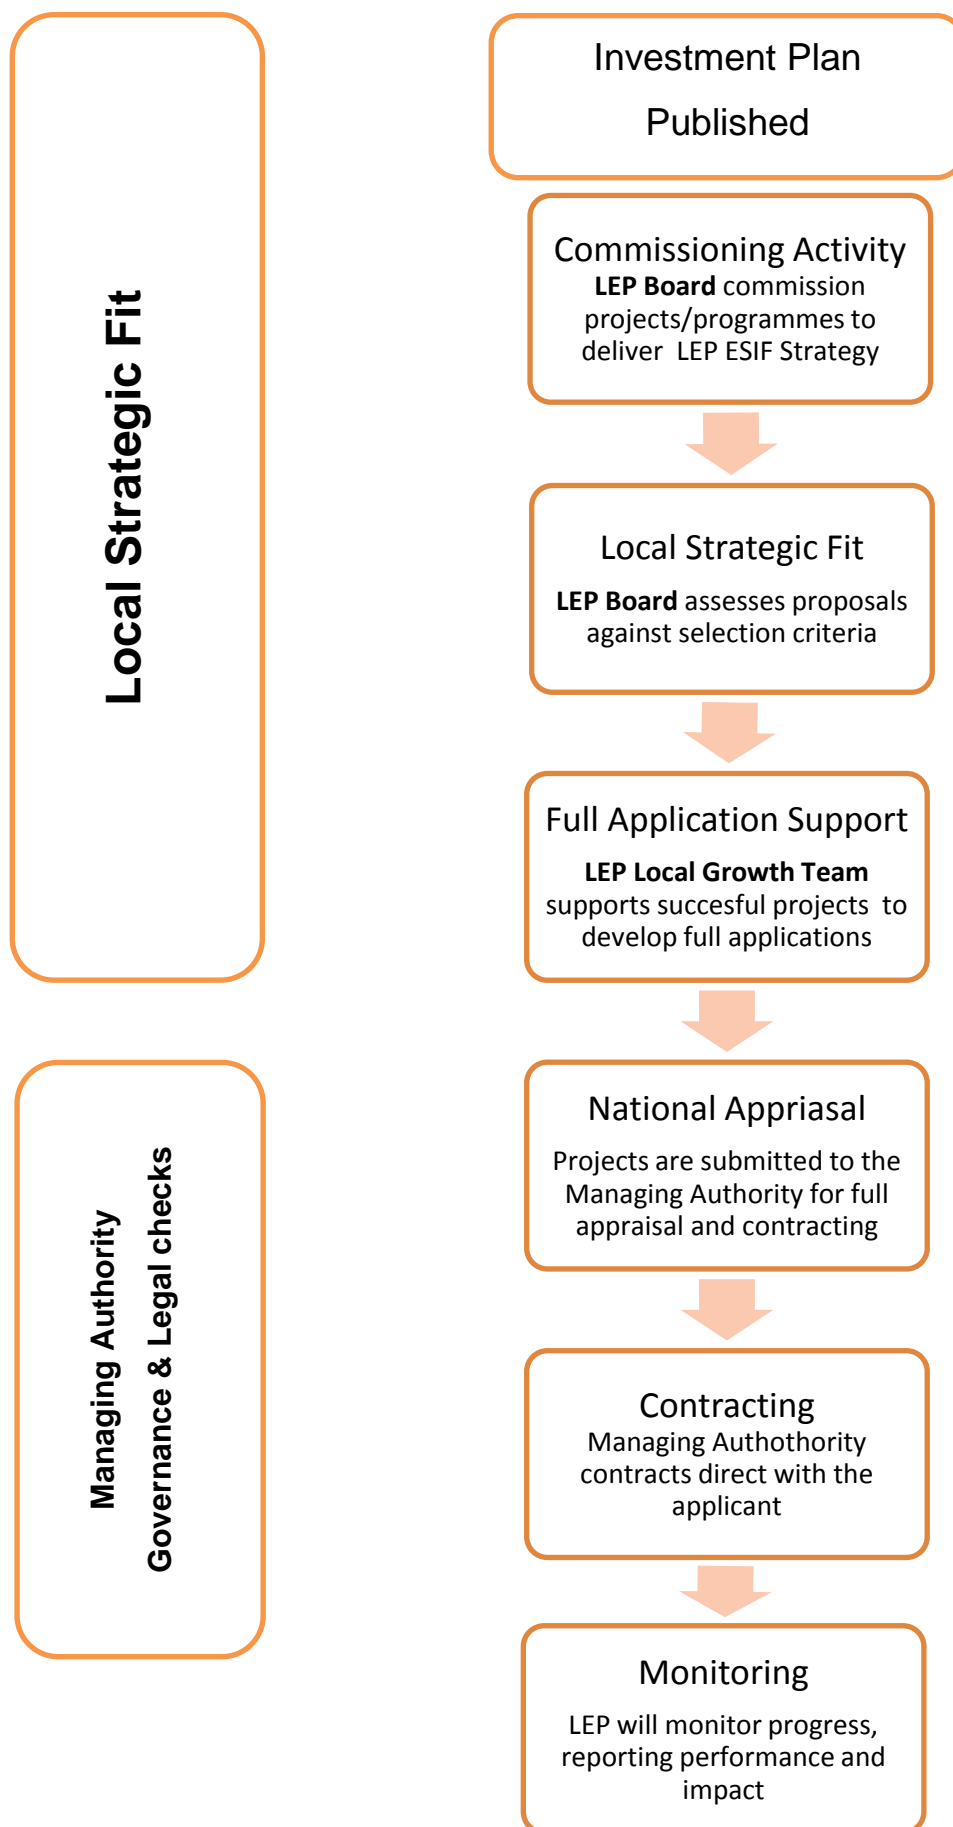 Local Strategic Fit
Investment Plan
Published
Commissioning Activity
LEP Board commission
projects/programmes to
deliver LEP ESIF Strategy
Local Strategic Fit
LEP Board assesses proposals
against selection criteria
Full Application Support
LEP Local Growth Team
supports succesful projects to
develop full applications
Managing Authority
Governance & Legal checks
National Appriasal
Projects are submitted to the
Managing Authority for full
appraisal and contracting
Contracting
Managing Authothority
contracts direct with the
applicant
Monitoring
LEP will monitor progress,
reporting performance and
impact